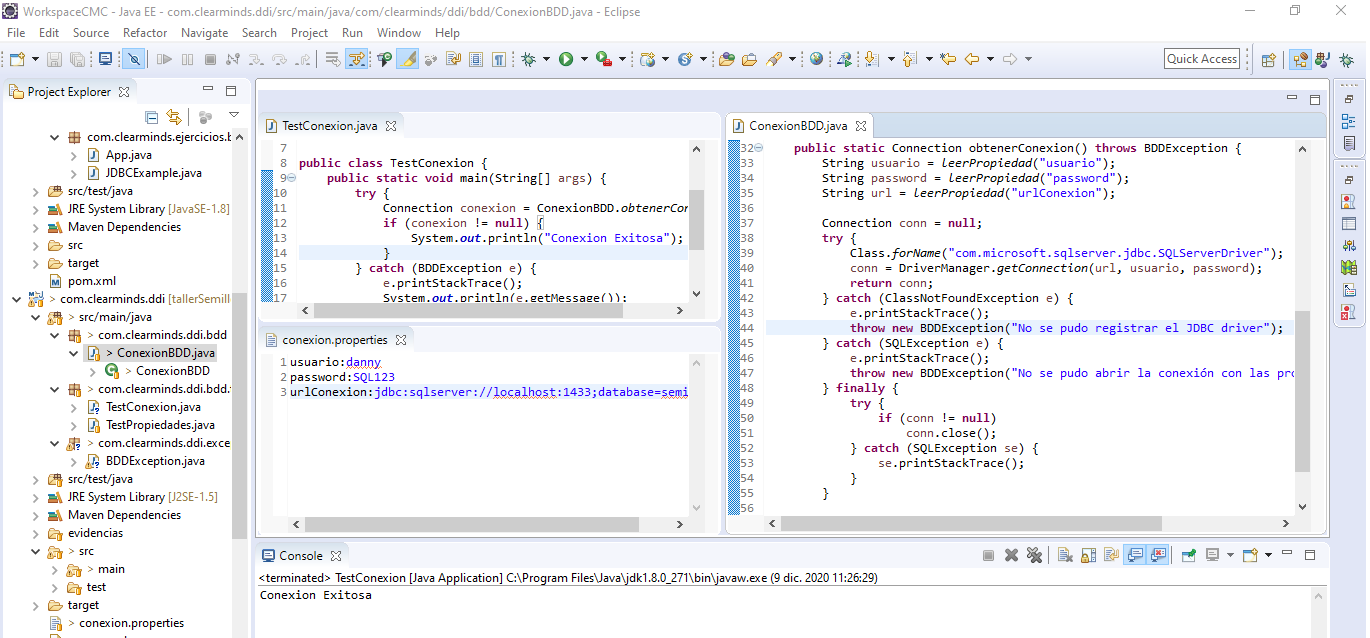 WorkspaceCMC - Java EE - com.clearminds.ddi/src/main/java/com/clearminds/ddi/bdd/ConexionBDD.java - Eclipse
File Edit Source Refactor Navigate Search Project Run Window Help
Quick Access
Project Explorer
com.clearminds.ejercicios.b
App.java
JDBCExample.java
src/test/java
JRE System Library [JavaSE-1.8]
Maven Dependencies
src
target
pom.xml
> com.clearminds.ddi [tallerSemill
> src/main/java
> com.clearminds.ddi.bdd
> ConexionBDD.java
> ConexionBDD
> com.clearminds.ddi.bdd.
TestConexion.java
TestPropiedades.java
> com.clearminds.ddi.exce
BDDException.java
src/test/java
JRE System Library [J2SE-1.5]
Maven Dependencies
evidencias
> src
> main
test
target
> conexion.properties
TestConexion.java
7
8 public class TestConexion {
9 public static void main(String[] args) {
10 try {
11 Connection conexion = ConexionBDD.obtenerCor
12 if (conexion != null) {
13 System.out.println("Conexion Exitosa");
14 }
15 } catch (BDDException e) {
16 e.printStackTrace();
17 System.out.println(e.getMessage());
conexion.properties
1 usuario:danny
2 password:SQL123
3 urlConexion:jdbc:sqlserver://localhost:1433;database=semi
ConexionBDD.java
32 public static Connection obtenerConexion() throws BDDException {
33 String usuario = leerPropiedad("usuario");
34 String password = leerPropiedad("password");
35 String url = leerPropiedad("urlConexion");
36
37 Connection conn = null;
38 try {
39 Class.forName("com.microsoft.sqlserver.jdbc.SQLServerDriver");
40 conn = DriverManager.getConnection(url, usuario, password);
41 return conn;
42 } catch (ClassNotFoundException e) {
43 e.printStackTrace();
44 throw new BDDException("No se pudo registrar el JDBC driver");
45 } catch (SQLException e) {
46 e.printStackTrace();
47 throw new BDDException("No se pudo abrir la conexión con las pro
48 } finally {
49 try {
50 if (conn != null)
51 conn.close();
52 } catch (SQLException se) {
53 se.printStackTrace();
54 }
55 }
56
Console
<terminated> TestConexion [Java Application] C:\Program Files\Java\jdk1.8.0_271\bin\javaw.exe (9 dic. 2020 11:26:29)
Conexion Exitosa